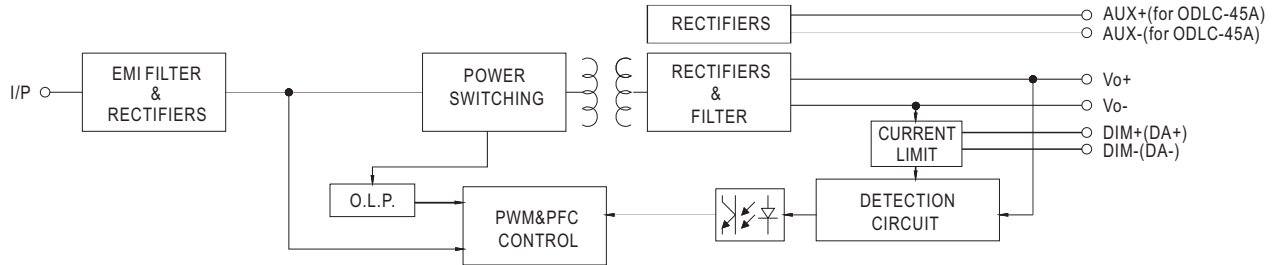 RECTIFIERS
AUX+(for ODLC-45A)
AUX-(for ODLC-45A)
I/P
EMI FILTER
&
RECTIFIERS
POWER
SWITCHING
RECTIFIERS
&
FILTER
Vo+
Vo-
CURRENT
LIMIT
DIM+(DA+)
DIM-(DA-)
O.L.P.
PWM&PFC
CONTROL
DETECTION
CIRCUIT